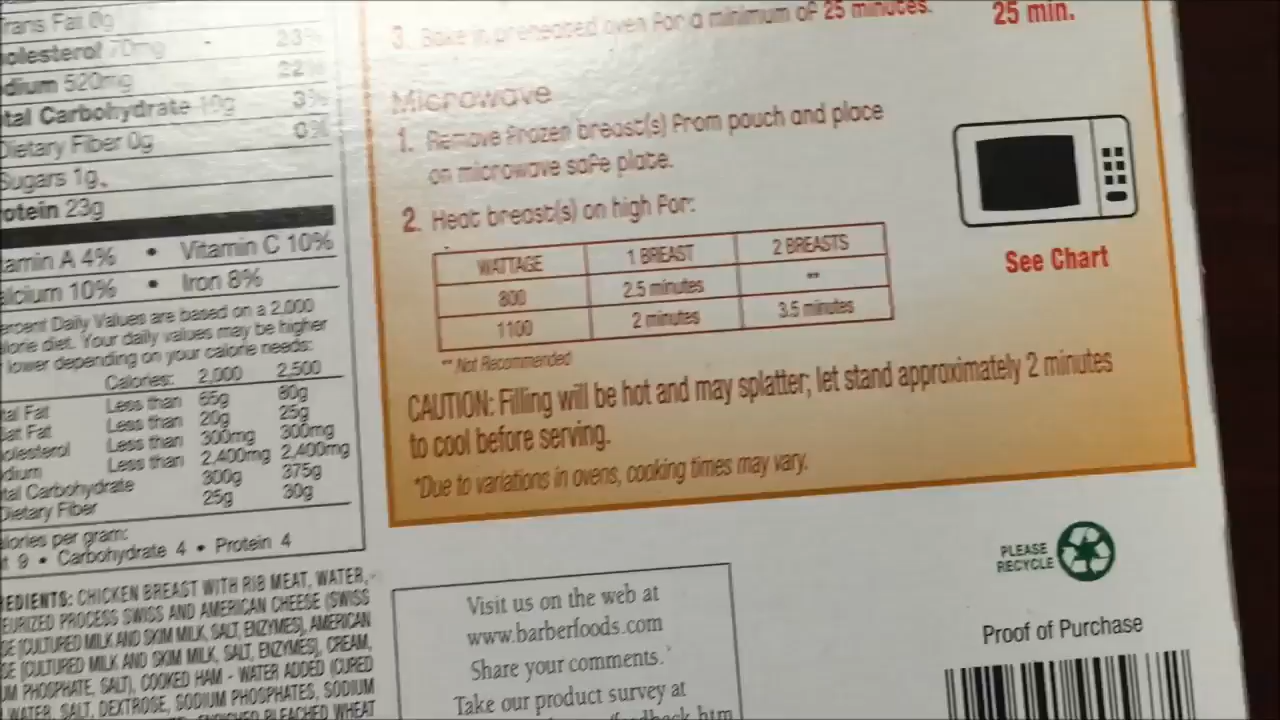 Trans Fat 0g
olesterol 70mg 23%
dium 520mg 22%
tal Carbohydrate 10g 3%
Dietary Fiber 0g 0%
Sugars 1g
otein 23g
tamin A 4% • Vitamin C 10%
alcium 10% • Iron 8%
ercent Daily Values are based on a 2,000
alorie diet. Your daily values may be higher
lower depending on your calorie needs:
Calories: 2,000 2,500
tal Fat Less than 65g 80g
Sat Fat Less than 20g 25g
olesterol Less than 300mg 300mg
dium Less than 2,400mg 2,400mg
tal Carbohydrate 300g 375g
Dietary Fiber 25g 30g
alories per gram:
t 9 • Carbohydrate 4 • Protein 4
EDIENTS: CHICKEN BREAST WITH RIB MEAT, WATER,
EURIZED PROCESS SWISS AND AMERICAN CHEESE (SWISS
SE [CULTURED MILK AND SKIM MILK, SALT, ENZYMES], AMERICAN
SE [CULTURED MILK AND SKIM MILK, SALT, ENZYMES], CREAM,
UM PHOSPHATE, SALT), COOKED HAM - WATER ADDED (CURED
WATER, SALT, DEXTROSE, SODIUM PHOSPHATES, SODIUM
ENRICHED BLEACHED WHEAT
3. Bake in preheated oven for a minimum of 25 minutes.
25 min.
Microwave
1. Remove frozen breast(s) from pouch and place
on microwave safe plate.
2. Heat breast(s) on high for:
WATTAGE 1 BREAST 2 BREASTS
800 2.5 minutes **
1100 2 minutes 3.5 minutes
** Not Recommended
See Chart
CAUTION: Filling will be hot and may splatter; let stand approximately 2 minutes
to cool before serving.
*Due to variations in ovens, cooking times may vary.
PLEASE
RECYCLE
Visit us on the web at
www.barberfoods.com
Share your comments.
Take our product survey at
Proof of Purchase